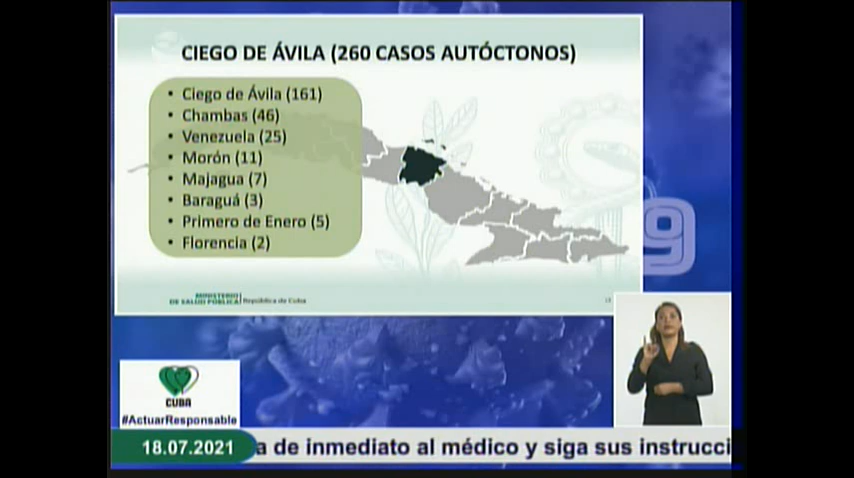 CIEGO DE ÁVILA (260 CASOS AUTÓCTONOS)
• Ciego de Ávila (161)
• Chambas (46)
• Venezuela (25)
• Morón (11)
• Majagua (7)
• Baraguá (3)
• Primero de Enero (5)
• Florencia (2)
9
MINISTERIO
DE SALUD PÚBLICA República de Cuba
CUBA
#ActuarResponsable
18.07.2021 a de inmediato al médico y siga sus instrucci